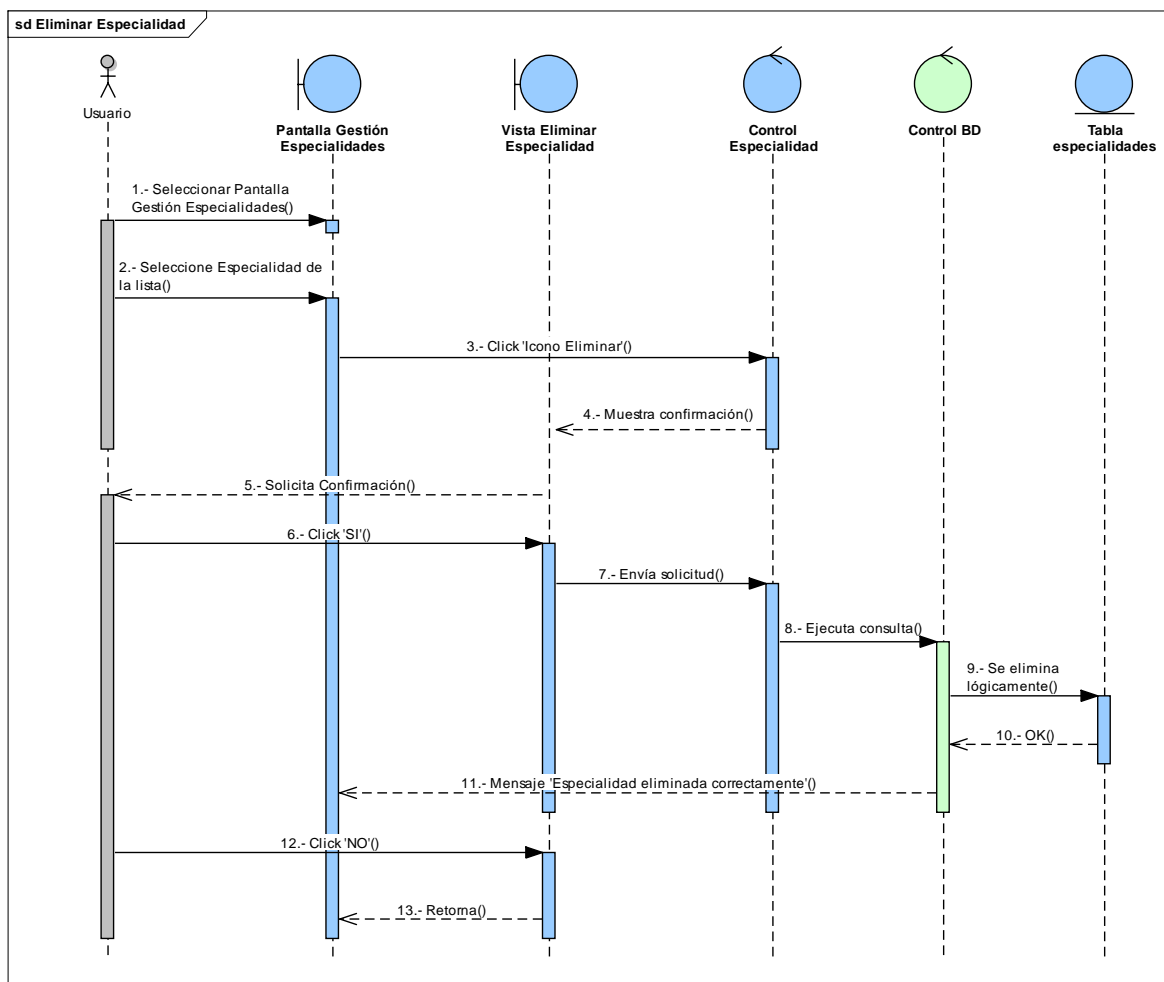 sd Eliminar Especialidad
Usuario
Pantalla Gestión
Especialidades
Vista Eliminar
Especialidad
Control
Especialidad
Control BD
Tabla
especialidades
1.- Seleccionar Pantalla
Gestión Especialidades()
2.- Seleccione Especialidad de
la lista()
3.- Click 'Icono Eliminar'()
4.- Muestra confirmación()
5.- Solicita Confirmación()
6.- Click 'SI'()
7.- Envía solicitud()
8.- Ejecuta consulta()
9.- Se elimina
lógicamente()
10.- OK()
11.- Mensaje 'Especialidad eliminada correctamente'()
12.- Click 'NO'()
13.- Retorna()